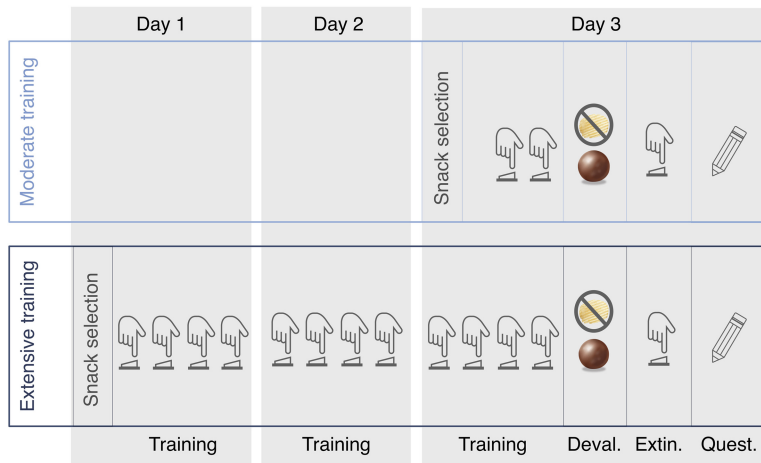 Day 1
Day 2
Day 3
Moderate training
Snack selection
Extensive training
Snack selection
Training
Training
Training
Deval.
Extin.
Quest.